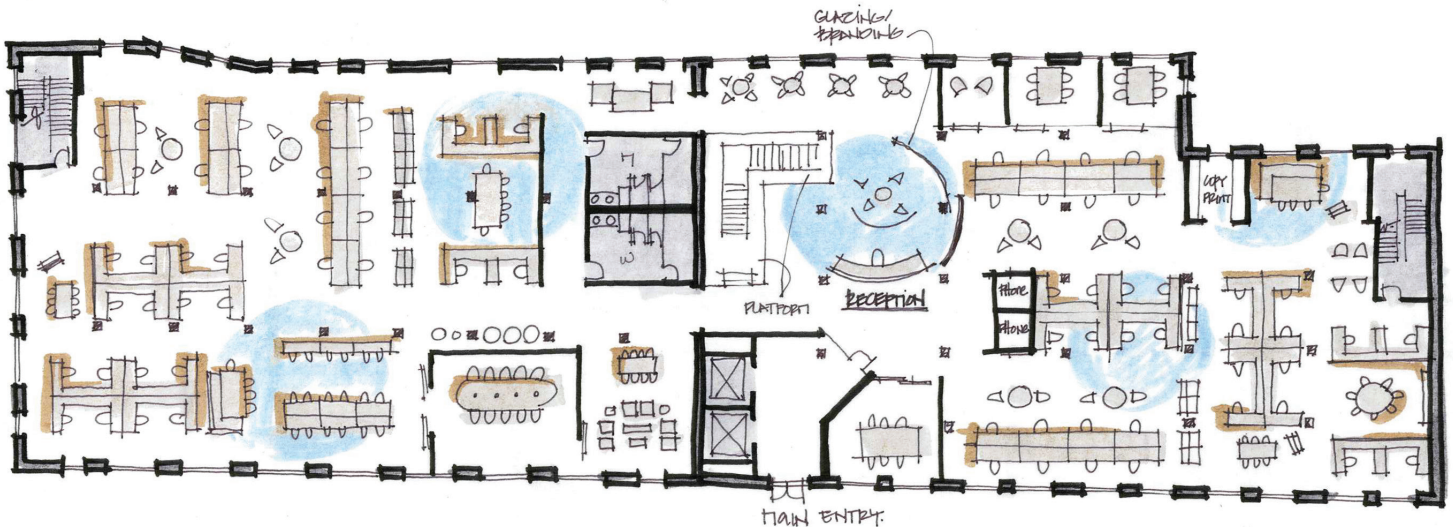 GLAZING/
BRANDING
COPY
PRINT
M
W
PLATFORM
RECEPTION
Phone
Phone
MAIN ENTRY.